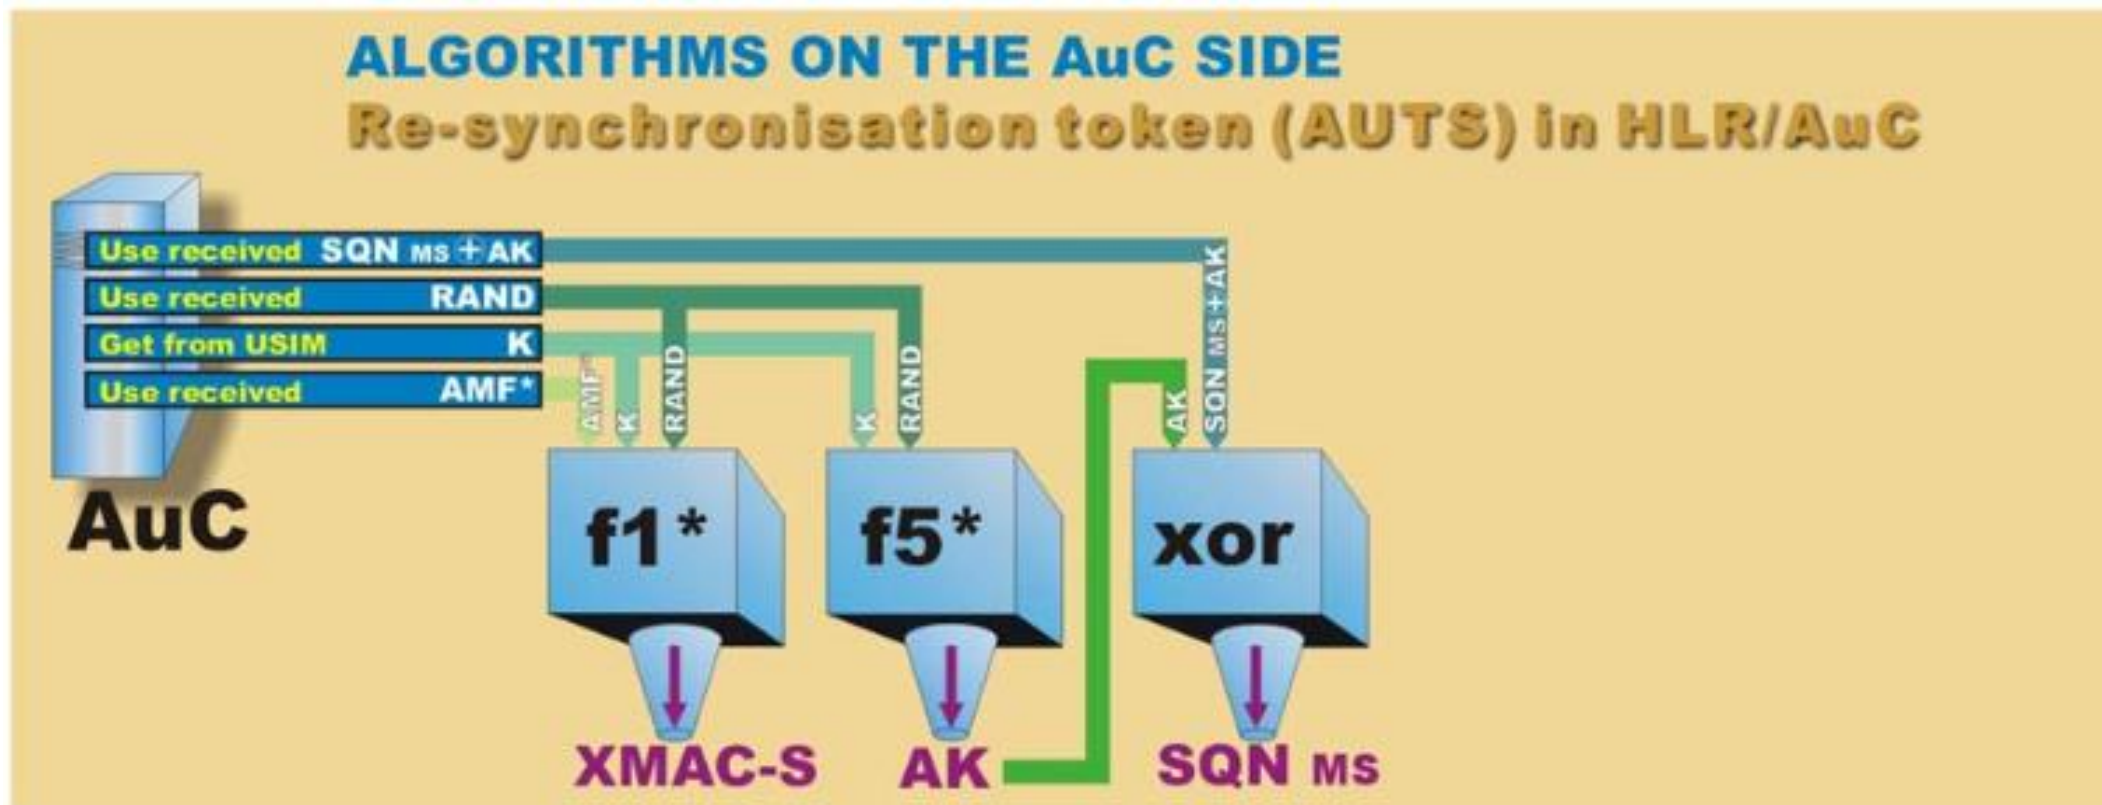 ALGORITHMS ON THE AuC SIDE
Re-synchronisation token (AUTS) in HLR/AuC
Use received SQN MS⊕AK
Use received RAND
Get from USIM K
Use received AMF*
AuC
AMF*
K
RAND
K
RAND
AK
SQN MS+AK
f1*
f5*
xor
XMAC-S
AK
SQN MS